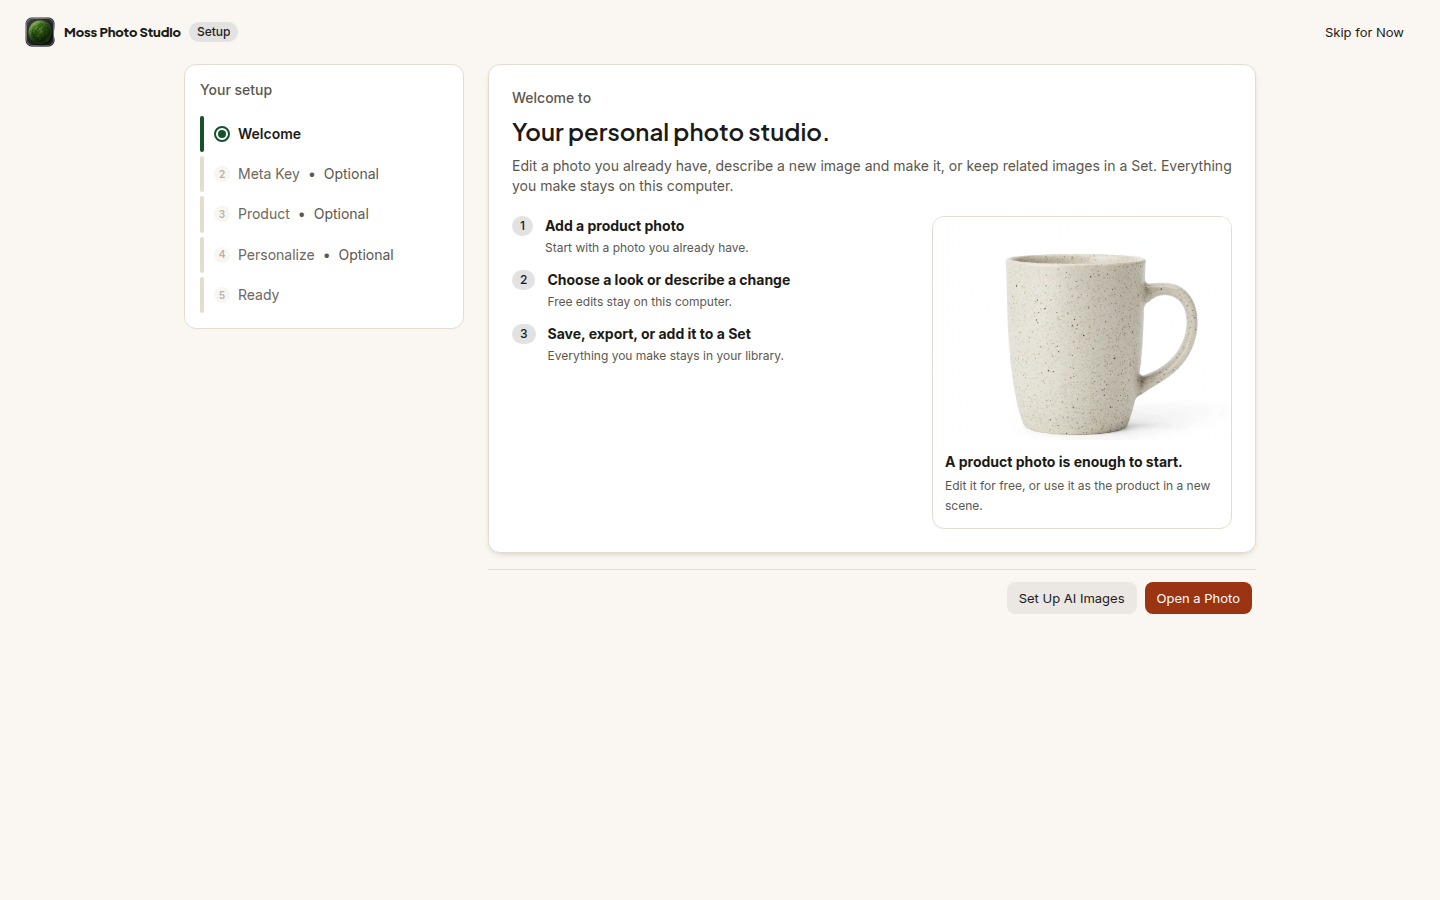 Moss Photo Studio
Setup
Skip for Now
Your setup
Welcome
2 Meta Key • Optional
3 Product • Optional
4 Personalize • Optional
5 Ready
Welcome to
Your personal photo studio.
Edit a photo you already have, describe a new image and make it, or keep related images in a Set. Everything
you make stays on this computer.
1 Add a product photo
Start with a photo you already have.
2 Choose a look or describe a change
Free edits stay on this computer.
3 Save, export, or add it to a Set
Everything you make stays in your library.
A product photo is enough to start.
Edit it for free, or use it as the product in a new
scene.
Set Up AI Images
Open a Photo